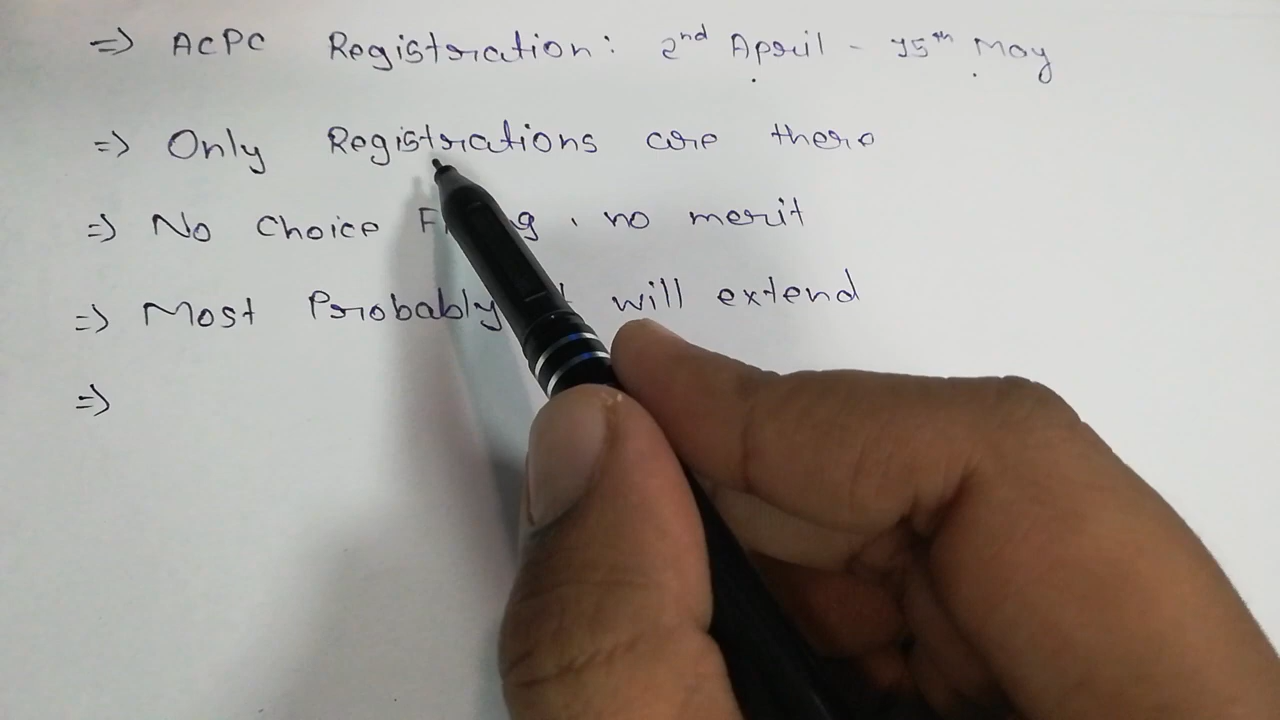 => ACPC Registration: 2nd April - 15th May
=> Only Registrations are there
=> No Choice no merit
=> Most Probably will extend
=>